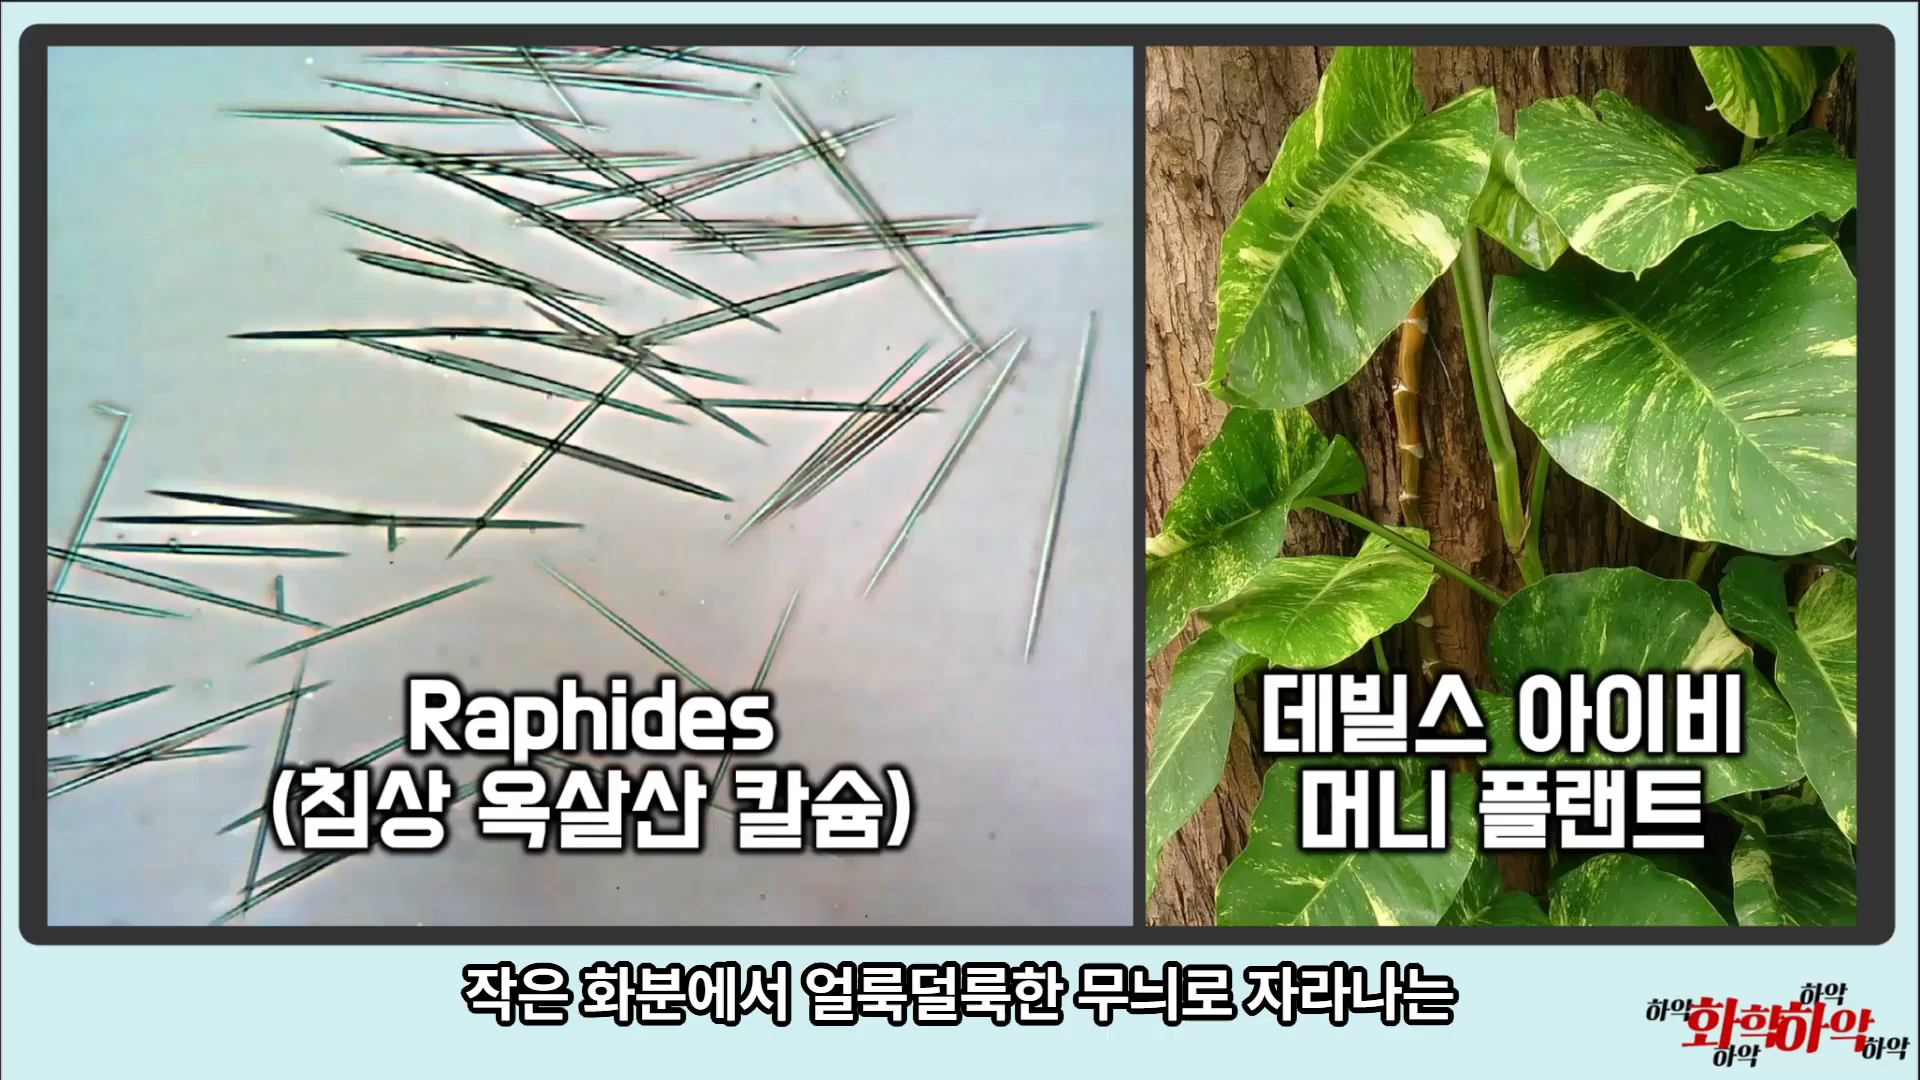 Raphides
(침상 옥살산 칼슘)
데빌스 아이비
머니 플랜트
작은 화분에서 얼룩덜룩한 무늬로 자라나는
하악
하악
화학하악
하악
하악